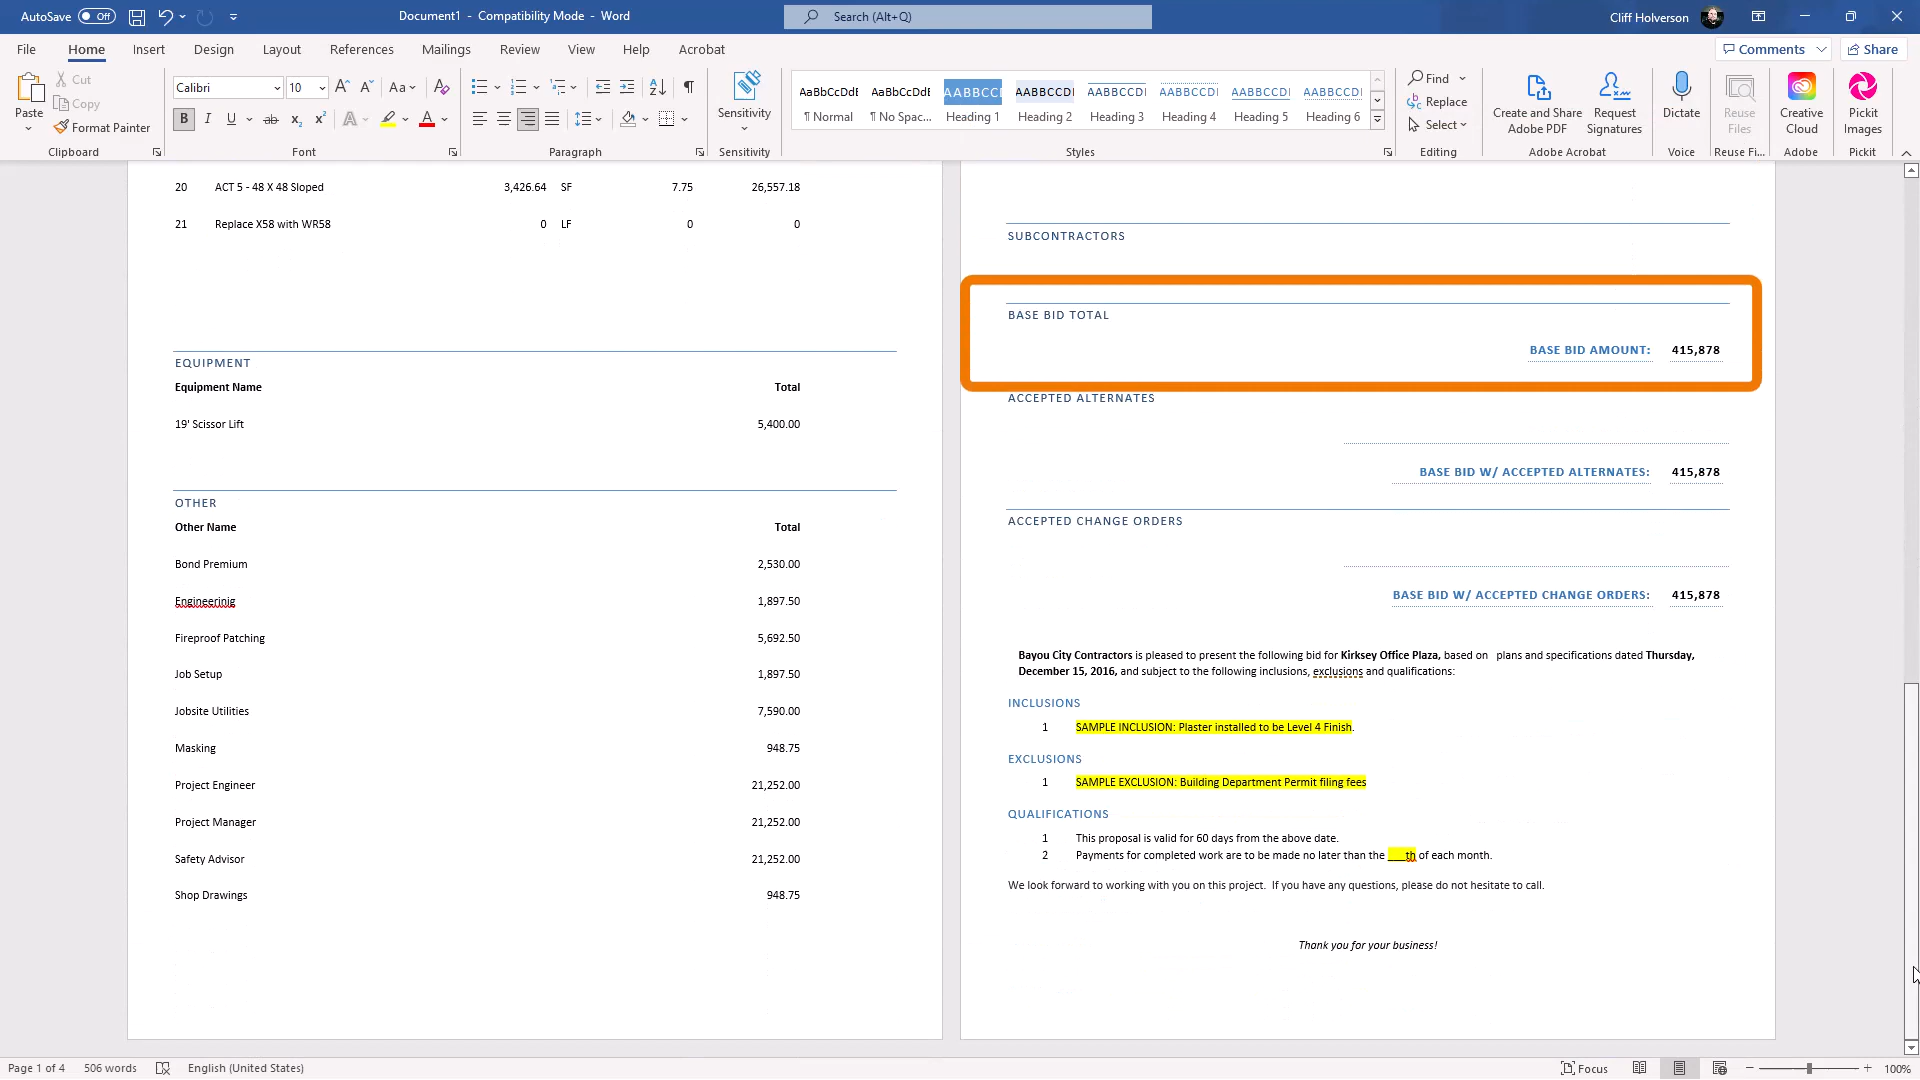 AutoSave Off Document1 - Compatibility Mode - Word Search (Alt+Q) Cliff Holverson
File Home Insert Design Layout References Mailings Review View Help Acrobat Comments Share
Paste Cut Copy Format Painter
Calibri 10 Aa
B I U ab x2 x2 A A
Sensitivity
AaBbCcDdE AaBbCcDdE AABBCCI AABBCCDI AABBCCDI AABBCCDI AABBCCDI AABBCCDI
¶ Normal ¶ No Spac... Heading 1 Heading 2 Heading 3 Heading 4 Heading 5 Heading 6
Find Replace Select
Create and Share Adobe PDF Request Signatures Dictate Reuse Files Creative Cloud Pickit Images
Clipboard Font Paragraph Sensitivity Styles Editing Adobe Acrobat Voice Reuse Fi... Adobe Pickit
20 ACT 5 - 48 X 48 Sloped 3,426.64 SF 7.75 26,557.18
21 Replace X58 with WR58 0 LF 0 0
EQUIPMENT
Equipment Name Total
19' Scissor Lift 5,400.00
OTHER
Other Name Total
Bond Premium 2,530.00
Engineerinig 1,897.50
Fireproof Patching 5,692.50
Job Setup 1,897.50
Jobsite Utilities 7,590.00
Masking 948.75
Project Engineer 21,252.00
Project Manager 21,252.00
Safety Advisor 21,252.00
Shop Drawings 948.75
SUBCONTRACTORS
BASE BID TOTAL
BASE BID AMOUNT: 415,878
ACCEPTED ALTERNATES
BASE BID W/ ACCEPTED ALTERNATES: 415,878
ACCEPTED CHANGE ORDERS
BASE BID W/ ACCEPTED CHANGE ORDERS: 415,878
Bayou City Contractors is pleased to present the following bid for Kirksey Office Plaza, based on plans and specifications dated Thursday,
December 15, 2016, and subject to the following inclusions, exclusions and qualifications:
INCLUSIONS
1 SAMPLE INCLUSION: Plaster installed to be Level 4 Finish.
EXCLUSIONS
1 SAMPLE EXCLUSION: Building Department Permit filing fees
QUALIFICATIONS
1 This proposal is valid for 60 days from the above date.
2 Payments for completed work are to be made no later than the ___th of each month.
We look forward to working with you on this project. If you have any questions, please do not hesitate to call.
Thank you for your business!
Page 1 of 4 506 words English (United States) Focus 100%